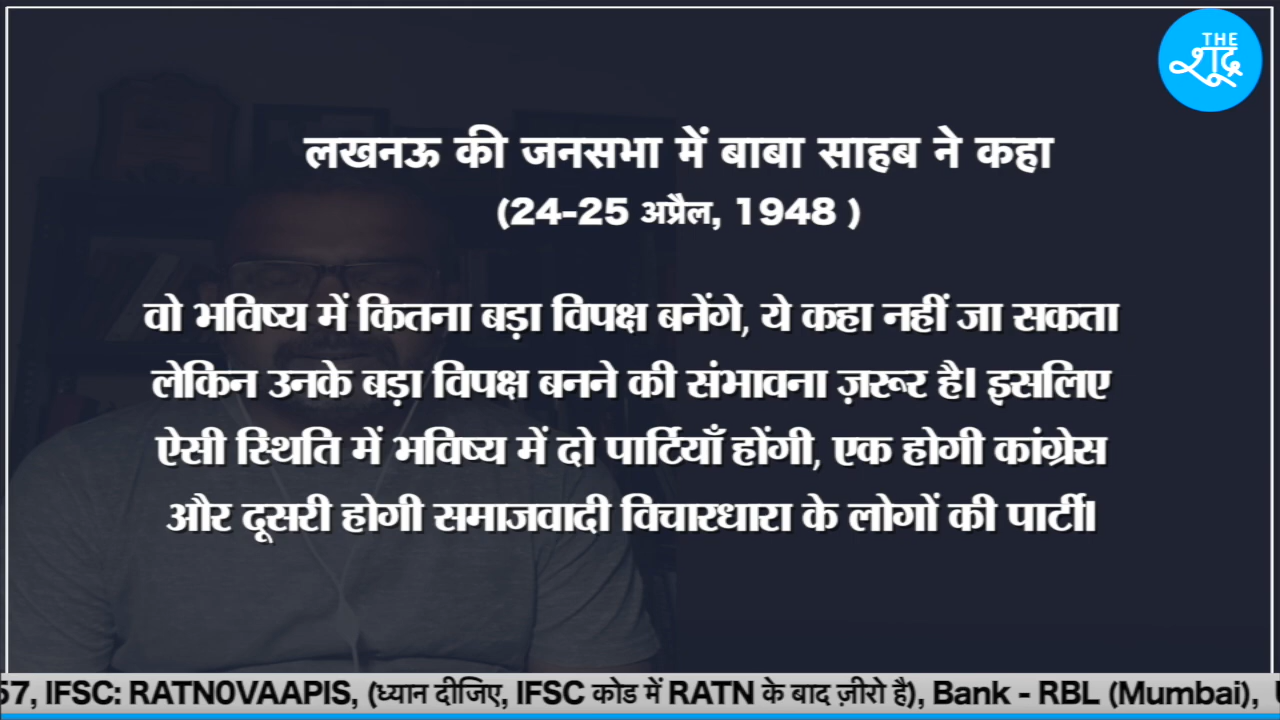 THE
शूद्र
लखनऊ की जनसभा में बाबा साहब ने कहा
(24-25 अप्रैल, 1948 )
वो भविष्य में कितना बड़ा विपक्ष बनेंगे, ये कहा नहीं जा सकता
लेकिन उनके बड़ा विपक्ष बनने की संभावना ज़रूर है। इसलिए
ऐसी स्थिति में भविष्य में दो पार्टियाँ होंगी, एक होगी कांग्रेस
और दूसरी होगी समाजवादी विचारधारा के लोगों की पार्टी।
57, IFSC: RATN0VAAPIS, (ध्यान दीजिए, IFSC कोड में RATN के बाद ज़ीरो है), Bank - RBL (Mumbai),